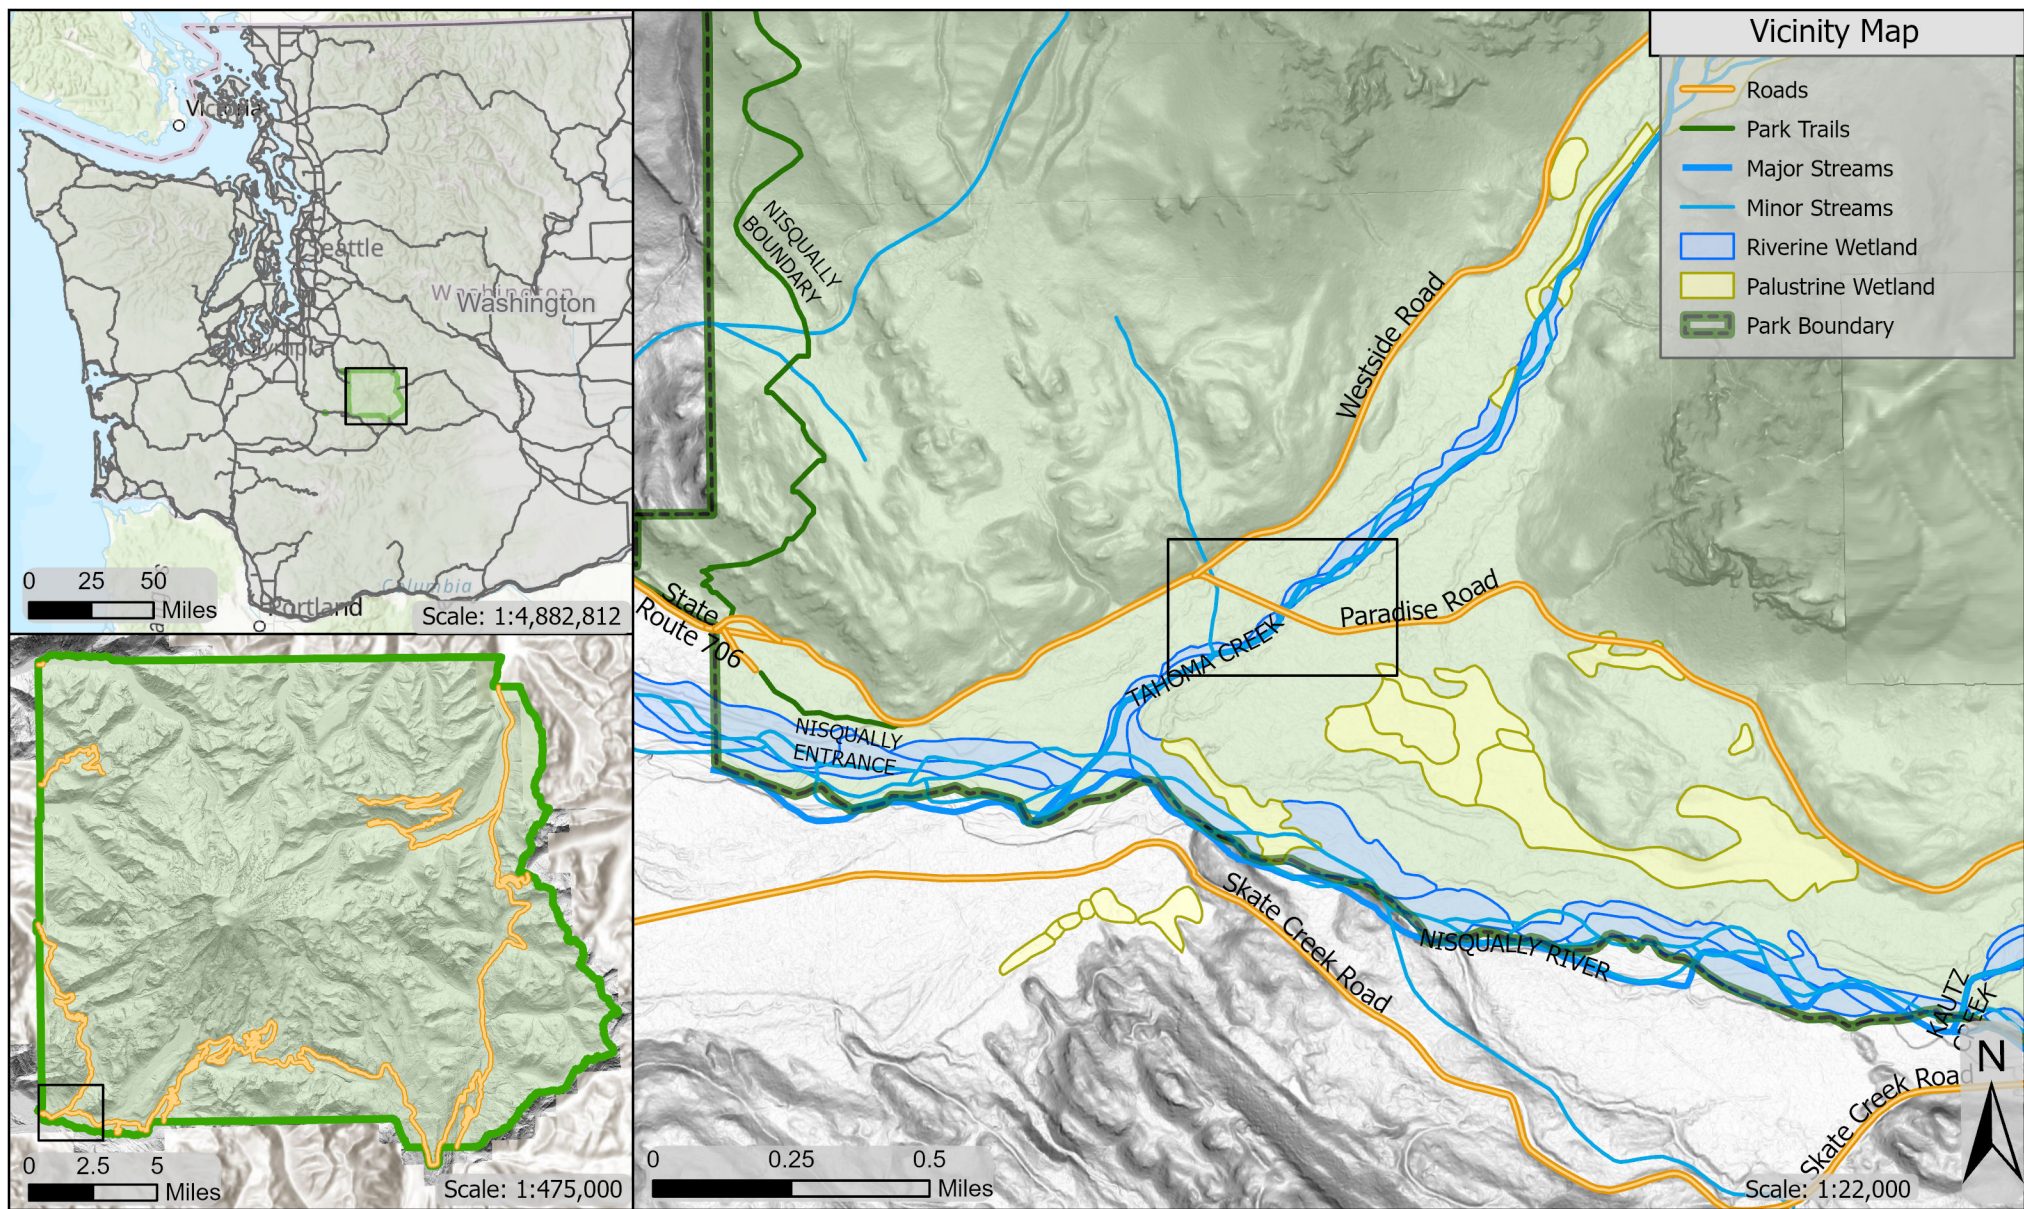 Vicinity Map
Roads
Park Trails
Major Streams
Minor Streams
Riverine Wetland
Palustrine Wetland
Park Boundary
Victoria
Seattle
Washington
Washington
Olympia
Columbia
Portland
0 25 50
Miles
Scale: 1:4,882,812
0 2.5 5
Miles
Scale: 1:475,000
NISQUALLY
BOUNDARY
Westside Road
State
Route 706
Paradise Road
TAHOMA CREEK
NISQUALLY
ENTRANCE
Skate Creek Road
NISQUALLY RIVER
KAUTZ
CREEK
N
Skate Creek Road
0 0.25 0.5
Miles
Scale: 1:22,000